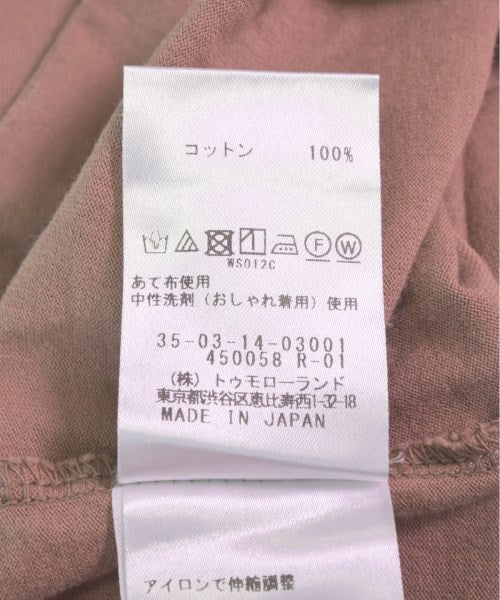 コットン 100%
F W
WS012C
あて布使用
中性洗剤（おしゃれ着用）使用
35-03-14-03001
450058 R-01
（株）トゥモローランド
東京都渋谷区恵比寿西1-32-18
MADE IN JAPAN
アイロンで伸縮調整